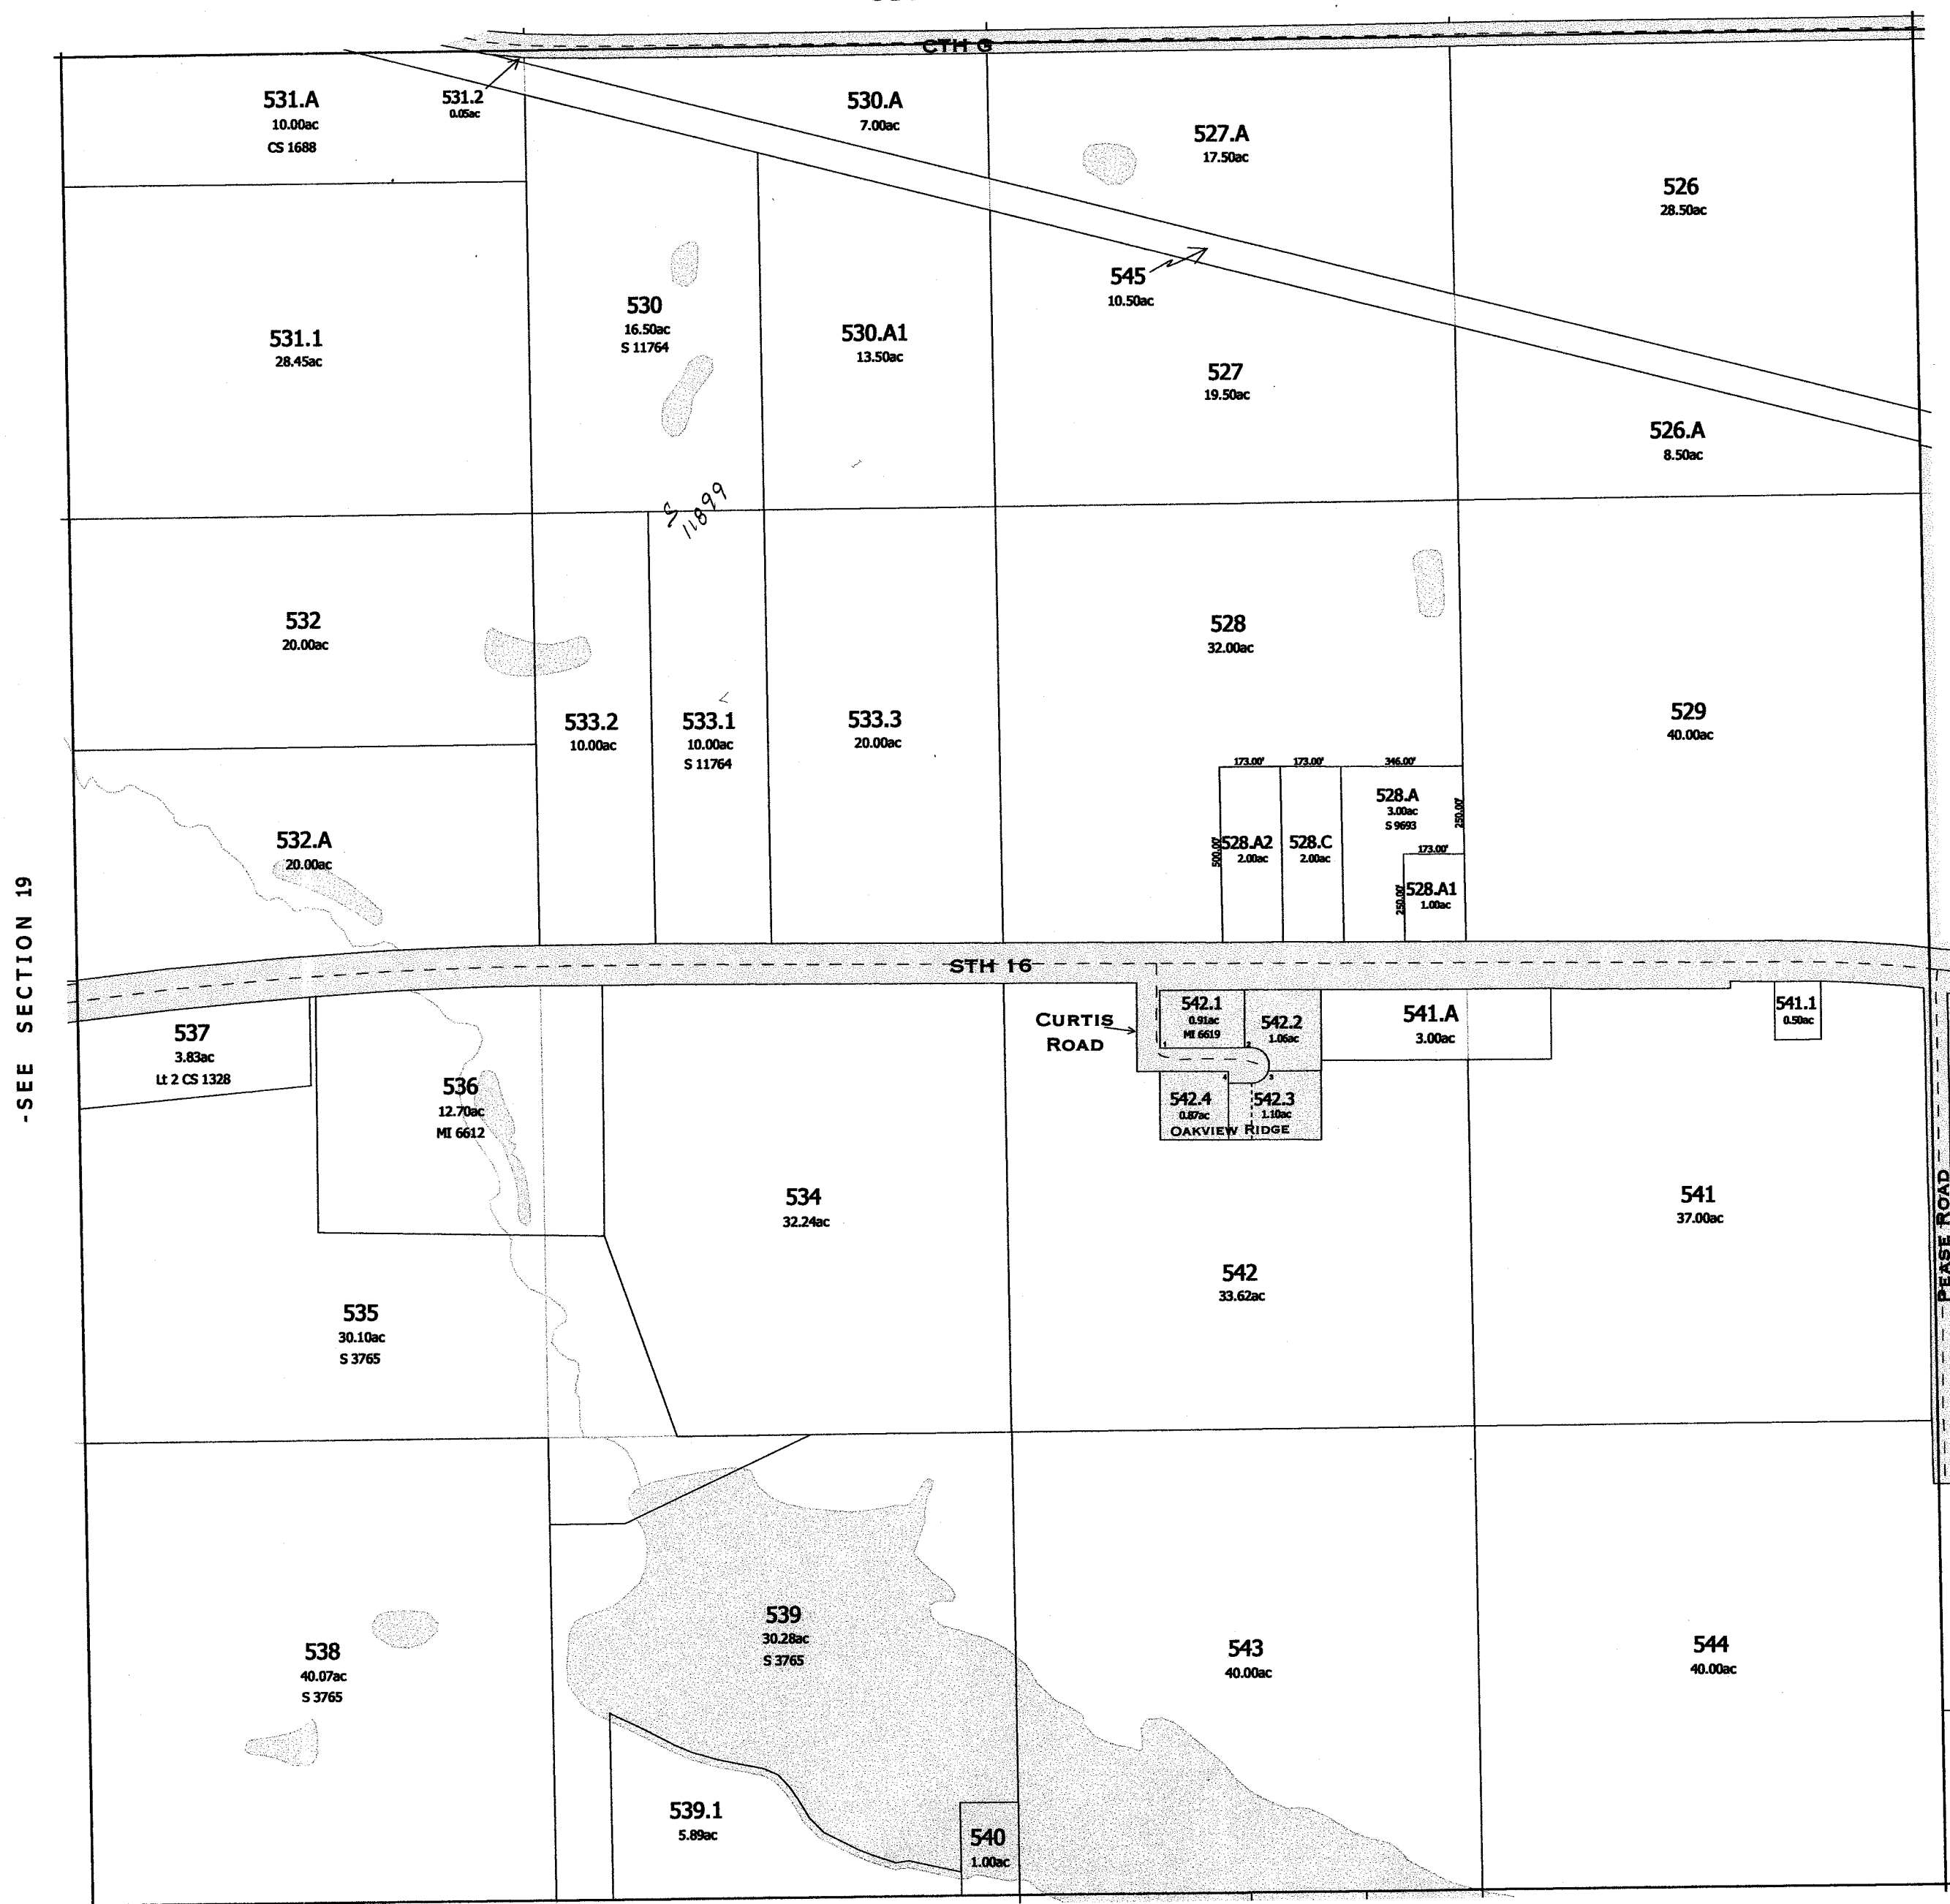 CTH G
531.A
10.00ac
CS 1688
531.2
0.05ac
530.A
7.00ac
527.A
17.50ac
526
28.50ac
545
10.50ac
530
16.50ac
S 11764
531.1
28.45ac
530.A1
13.50ac
527
19.50ac
526.A
8.50ac
S
11899
532
20.00ac
528
32.00ac
533.2
10.00ac
533.1
10.00ac
S 11764
533.3
20.00ac
529
40.00ac
173.00'
173.00'
346.00'
528.A
3.00ac
S 9693
250.00'
532.A
20.00ac
500.00'
528.A2
2.00ac
528.C
2.00ac
173.00'
250.00'
528.A1
1.00ac
-SEE SECTION 19
STH 16
537
3.83ac
Lt 2 CS 1328
CURTIS
ROAD
542.1
0.91ac
MI 6619
542.2
1.06ac
1
2
3
4
541.A
3.00ac
541.1
0.50ac
536
12.70ac
MI 6612
542.4
0.87ac
542.3
1.10ac
OAKVIEW RIDGE
534
32.24ac
541
37.00ac
PEASE ROAD
542
33.62ac
535
30.10ac
S 3765
539
30.28ac
S 3765
538
40.07ac
S 3765
543
40.00ac
544
40.00ac
539.1
5.89ac
540
1.00ac